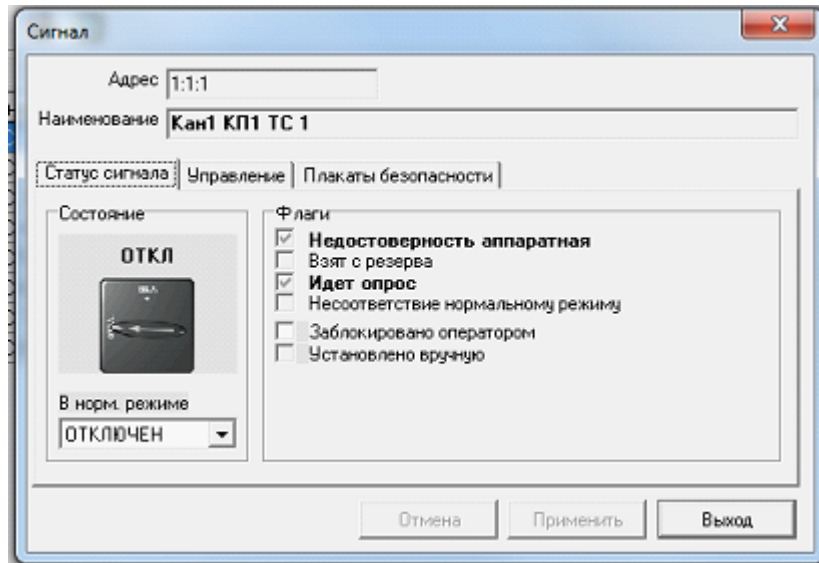 Сигнал
Адрес 1:1:1
Наименование Кан1 КП1 ТС 1
Статус сигнала Управление Плакаты безопасности
Состояние
ОТКЛ
ВКЛ
В норм. режиме
ОТКЛЮЧЕН
Флаги
Недостоверность аппаратная
Взят с резерва
Идет опрос
Несоответствие нормальному режиму
Заблокировано оператором
Установлено вручную
Отмена Применить Выход